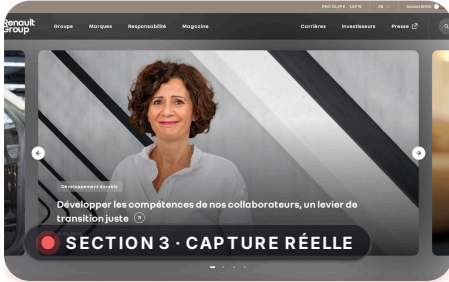 Renault
Group
Groupe
Marques
Responsabilité
Magazine
Carrières
Investisseurs
Presse
Accessibilité
Développement durable
Développer les compétences de nos collaborateurs, un levier de
transition juste
SECTION 3 · CAPTURE RÉELLE